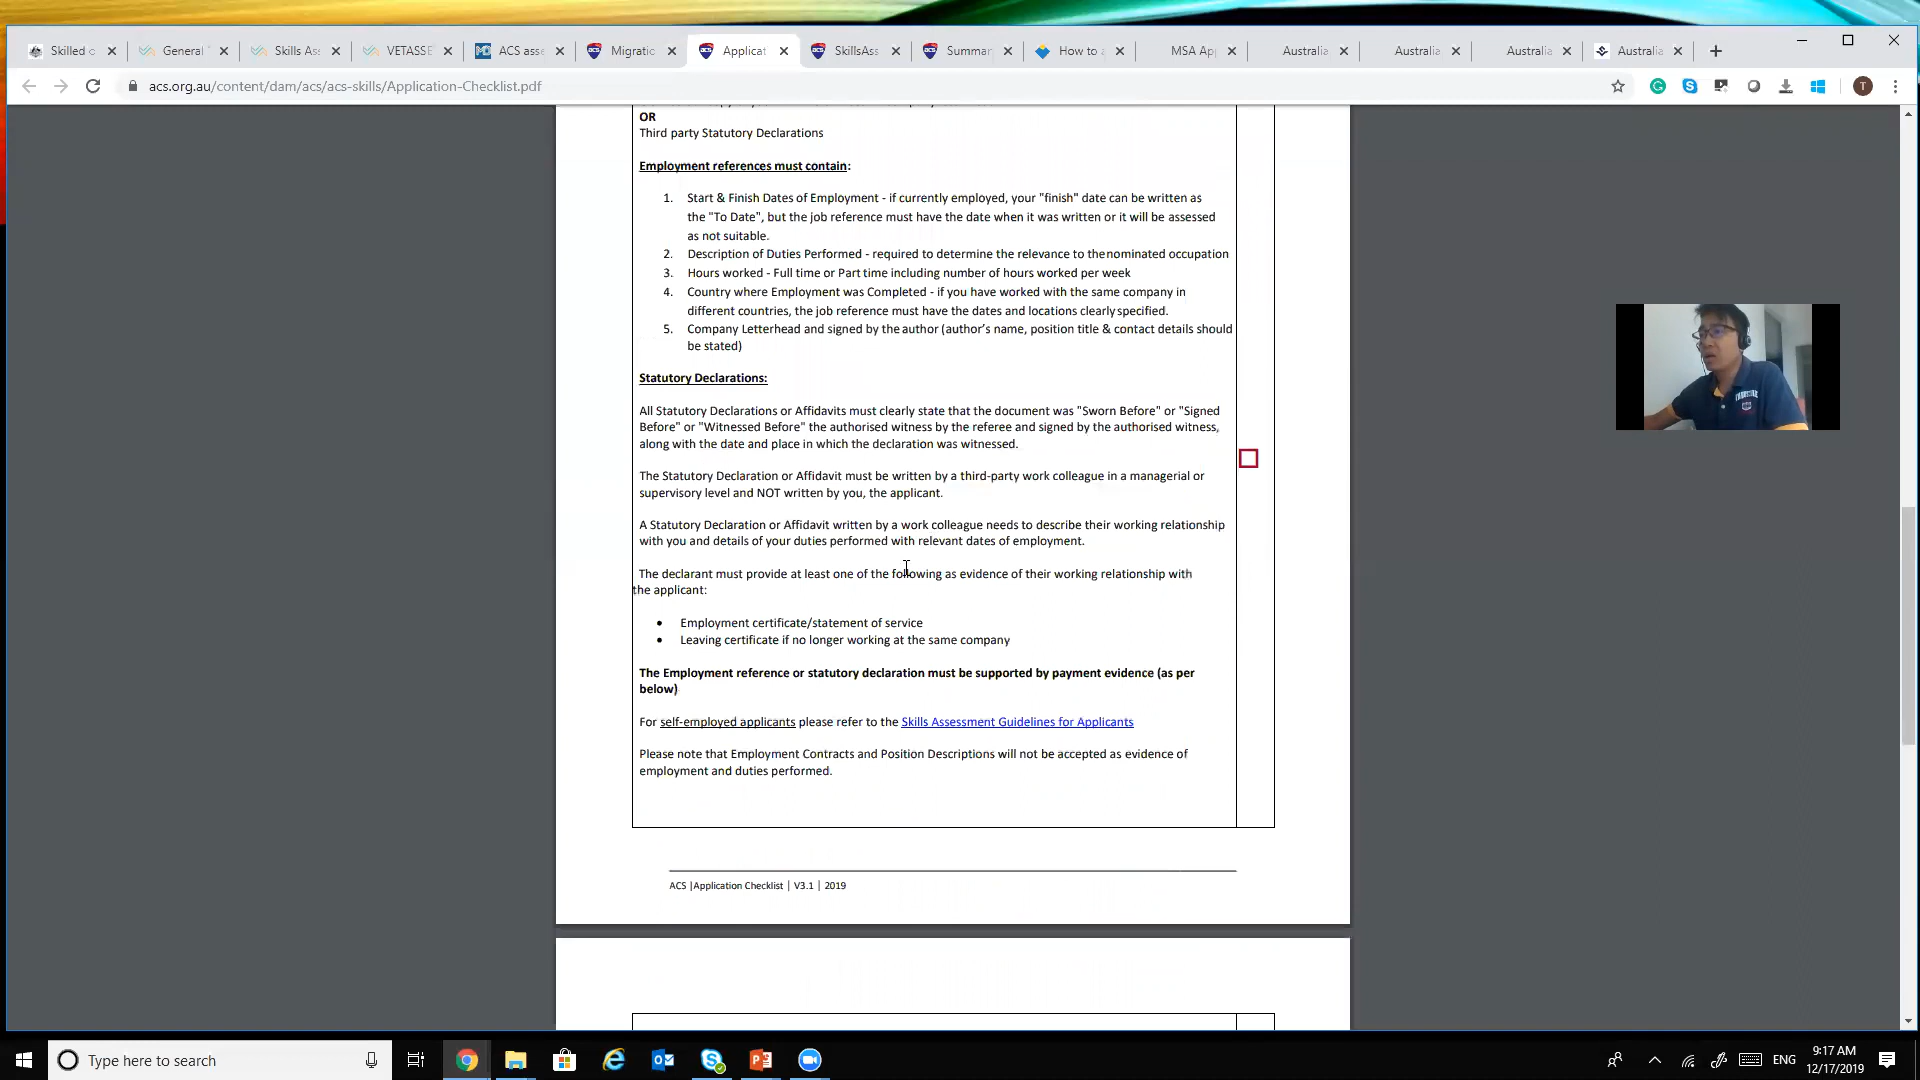 Skilled o
General
Skills As
VETASSE
ACS asse
Migratio
Applicat
SkillsAss
Summar
How to
MSA Ap
Australia
Australia
Australia
Australia
acs.org.au/content/dam/acs/acs-skills/Application-Checklist.pdf
T
OR
Third party Statutory Declarations
Employment references must contain:
1. Start & Finish Dates of Employment - if currently employed, your "finish" date can be written as
the "To Date", but the job reference must have the date when it was written or it will be assessed
as not suitable.
2. Description of Duties Performed - required to determine the relevance to thenominated occupation
3. Hours worked - Full time or Part time including number of hours worked per week
4. Country where Employment was Completed - if you have worked with the same company in
different countries, the job reference must have the dates and locations clearly specified.
5. Company Letterhead and signed by the author (author's name, position title & contact details should
be stated)
Statutory Declarations:
All Statutory Declarations or Affidavits must clearly state that the document was "Sworn Before" or "Signed
Before" or "Witnessed Before" the authorised witness by the referee and signed by the authorised witness,
along with the date and place in which the declaration was witnessed.
The Statutory Declaration or Affidavit must be written by a third-party work colleague in a managerial or
supervisory level and NOT written by you, the applicant.
A Statutory Declaration or Affidavit written by a work colleague needs to describe their working relationship
with you and details of your duties performed with relevant dates of employment.
The declarant must provide at least one of the following as evidence of their working relationship with
the applicant:
• Employment certificate/statement of service
• Leaving certificate if no longer working at the same company
The Employment reference or statutory declaration must be supported by payment evidence (as per
below)
For self-employed applicants please refer to the Skills Assessment Guidelines for Applicants
Please note that Employment Contracts and Position Descriptions will not be accepted as evidence of
employment and duties performed.
ACS |Application Checklist | V3.1 | 2019
Type here to search
ENG
9:17 AM
12/17/2019